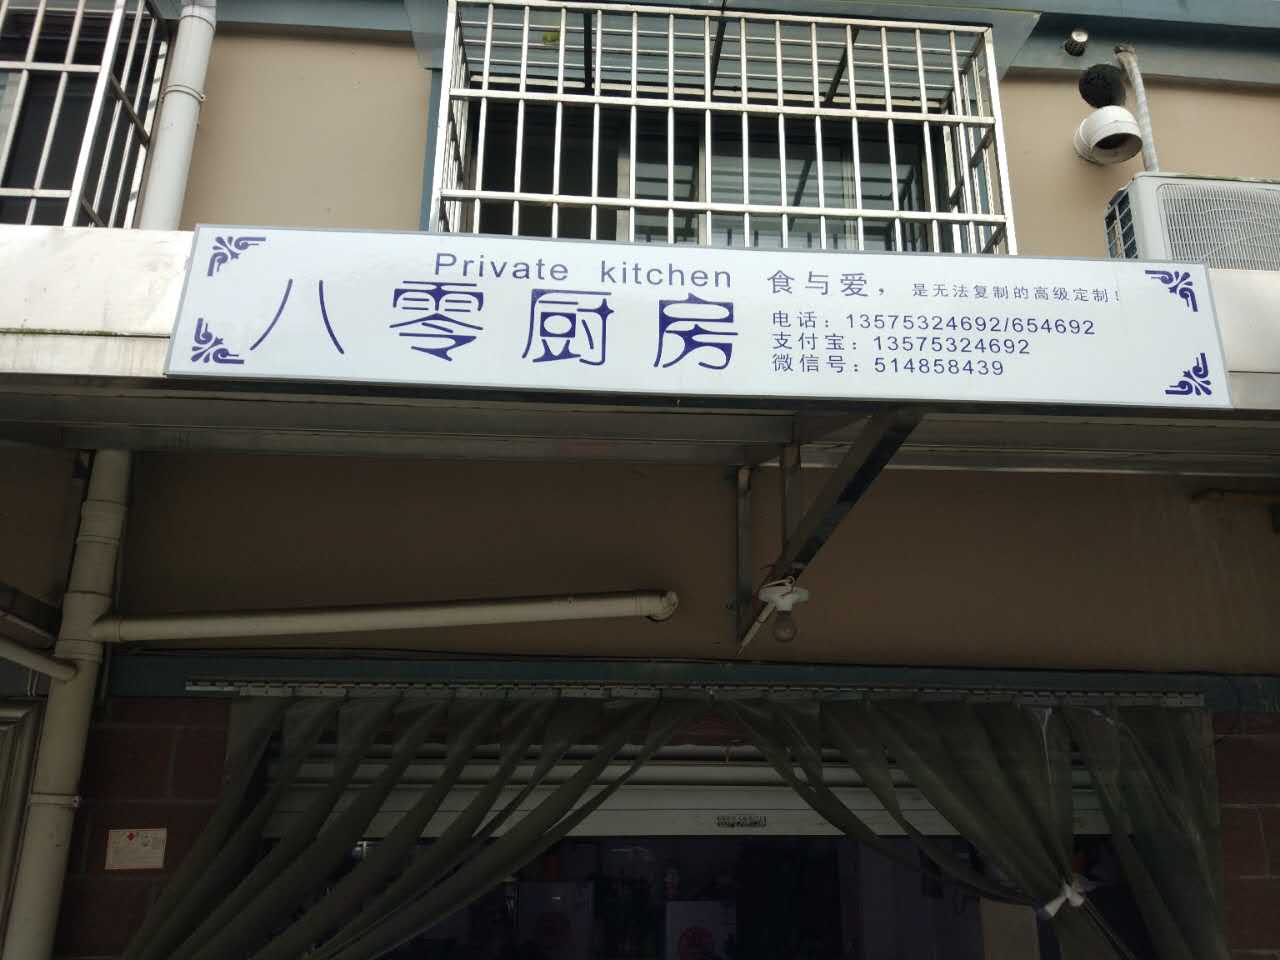 Private kitchen
八零厨房
食与爱，是无法复制的高级定制！
电话：13575324692/654692
支付宝：13575324692
微信号：514858439